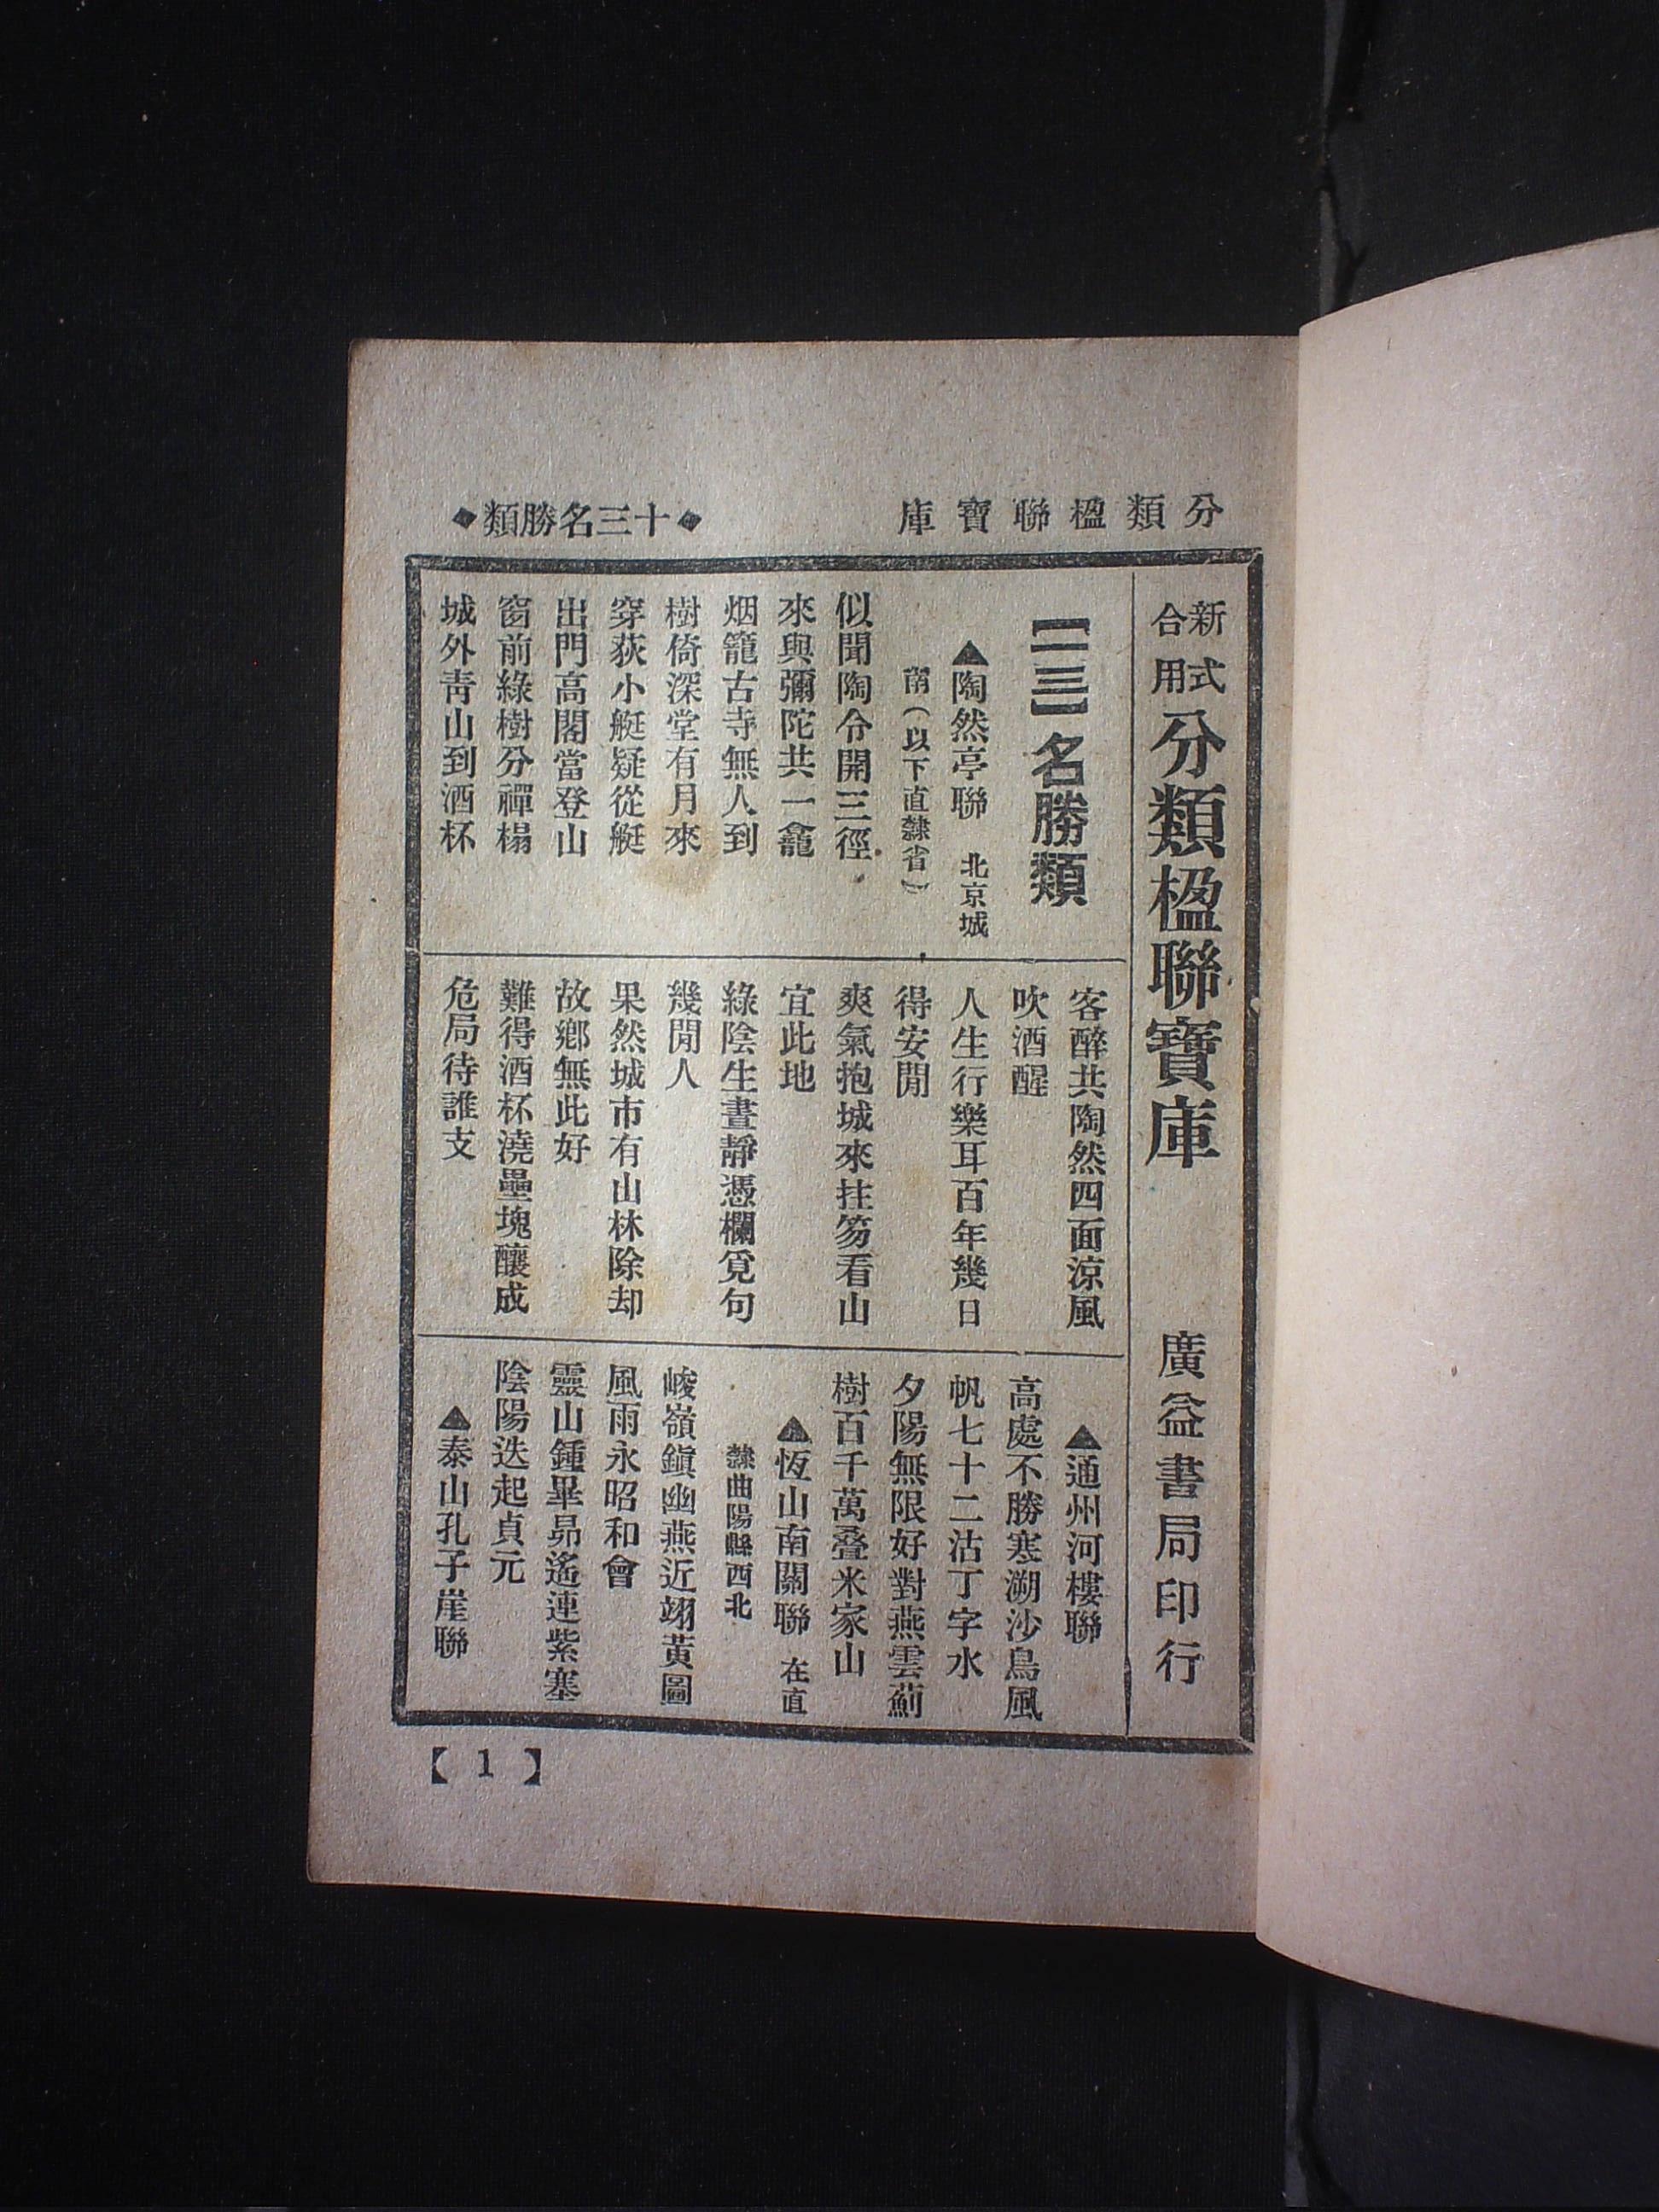 分類楹聯寶庫
◆十三名勝類◆
新式
合用
分類楹聯寶庫
廣益書局印行
【一三】名勝類
▲陶然亭聯 北京城
南（以下直隸省）
似聞陶令開三徑
來與彌陀共一龕
烟籠古寺無人到
樹倚深堂有月來
穿荻小艇疑從艇
出門高閣當登山
窗前綠樹分禪榻
城外青山到酒杯
客醉共陶然四面涼風
吹酒醒
人生行樂耳百年幾日
得安閒
爽氣抱城來拄笏看山
宜此地
綠陰生晝靜憑欄覓句
幾閒人
果然城市有山林除却
故鄉無此好
難得酒杯澆壘塊釀成
危局待誰支
▲通州河樓聯
高處不勝寒溯沙鳥風
帆七十二沽丁字水
夕陽無限好對燕雲薊
樹百千萬叠米家山
▲恆山南關聯 在直
隸曲陽縣西北
峻嶺鎮幽燕近翊黃圖
風雨永昭和會
靈山鍾畢昴遙連紫塞
陰陽迭起貞元
▲泰山孔子崖聯
【1】